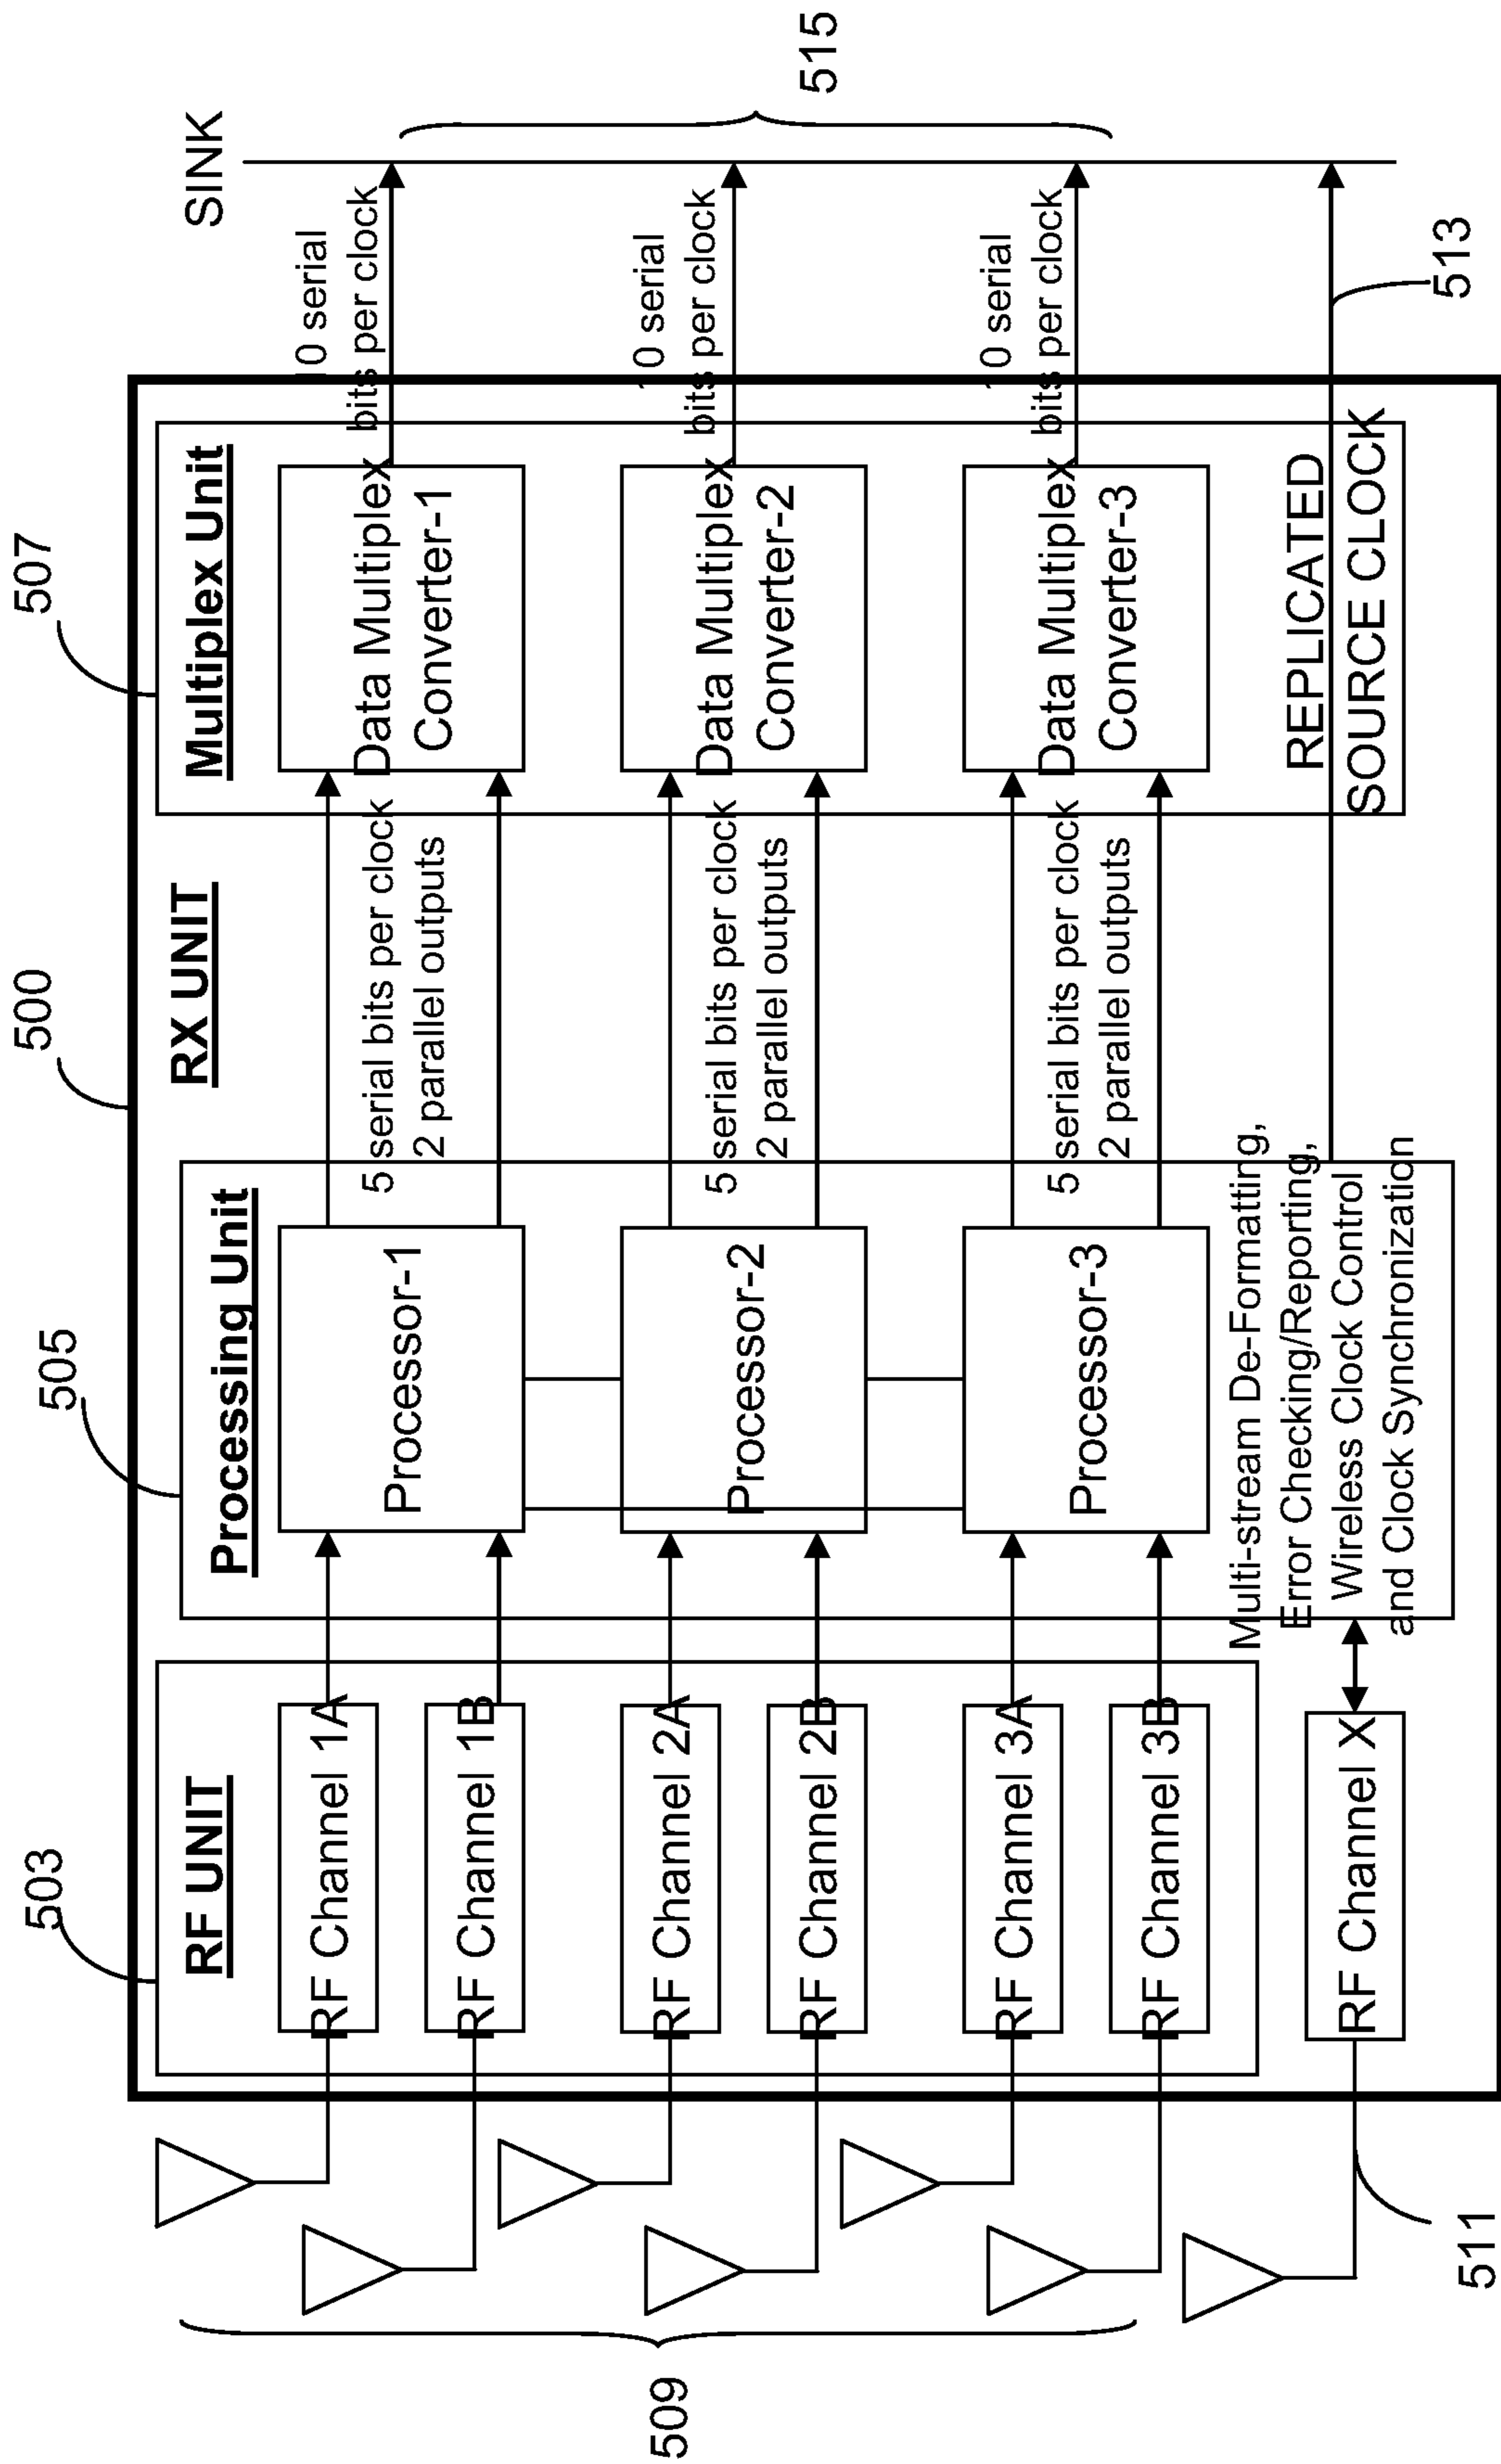 500
503
505
507
RX UNIT
RF UNIT
Processing Unit
Multiplex Unit
SINK
RF Channel 1A
RF Channel 1B
RF Channel 2A
RF Channel 2B
RF Channel 3A
RF Channel 3B
RF Channel X
Processor-1
Processor-2
Processor-3
Multi-stream De-Formatting,
Error Checking/Reporting,
Wireless Clock Control
and Clock Synchronization
5 serial bits per clock
2 parallel outputs
5 serial bits per clock
2 parallel outputs
5 serial bits per clock
2 parallel outputs
Data Multiplex
Converter-1
Data Multiplex
Converter-2
Data Multiplex
Converter-3
REPLICATED
SOURCE CLOCK
0 serial
bits per clock
0 serial
bits per clock
0 serial
bits per clock
509
511
513
515